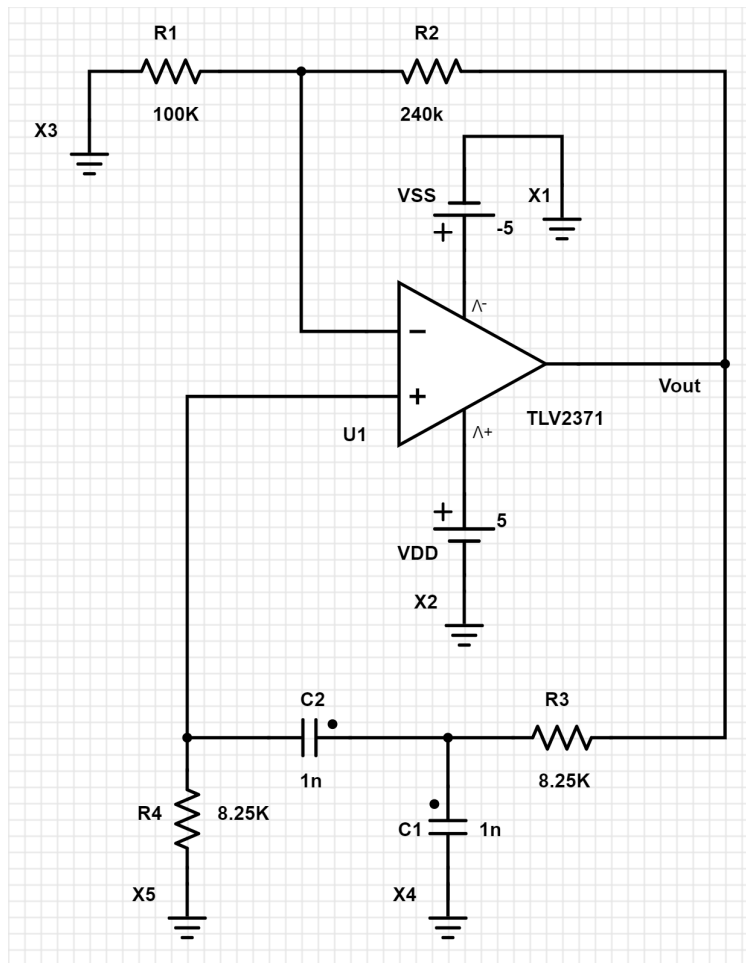 R1
R2
100K
240k
X3
VSS
X1
+
-5
V-
−
+
Vout
TLV2371
U1
V+
+
5
VDD
X2
C2
R3
1n
8.25K
R4
8.25K
C1
1n
X5
X4